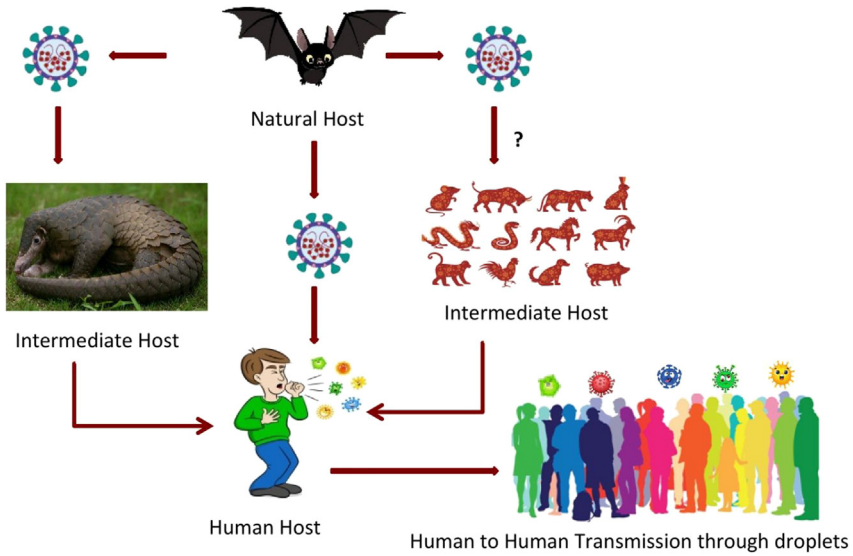 Natural Host
?
Intermediate Host
Intermediate Host
Human Host
Human to Human Transmission through droplets